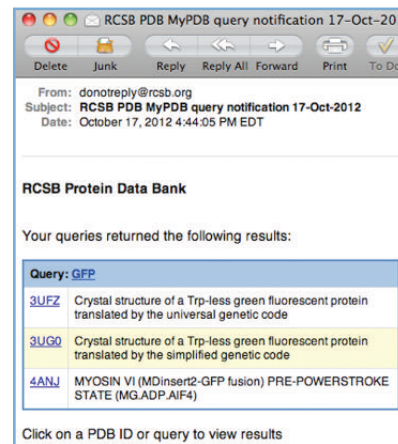 RCSB PDB MyPDB query notification 17-Oct-20
Delete Junk Reply Reply All Forward Print To Do
From: donotreply@rcsb.org
Subject: RCSB PDB MyPDB query notification 17-Oct-2012
Date: October 17, 2012 4:44:05 PM EDT
RCSB Protein Data Bank
Your queries returned the following results:
Query: GFP
3UFZ Crystal structure of a Trp-less green fluorescent protein
translated by the universal genetic code
3UG0 Crystal structure of a Trp-less green fluorescent protein
translated by the simplified genetic code
4ANJ MYOSIN VI (MDinsert2-GFP fusion) PRE-POWERSTROKE
STATE (MG.ADP.AlF4)
Click on a PDB ID or query to view results